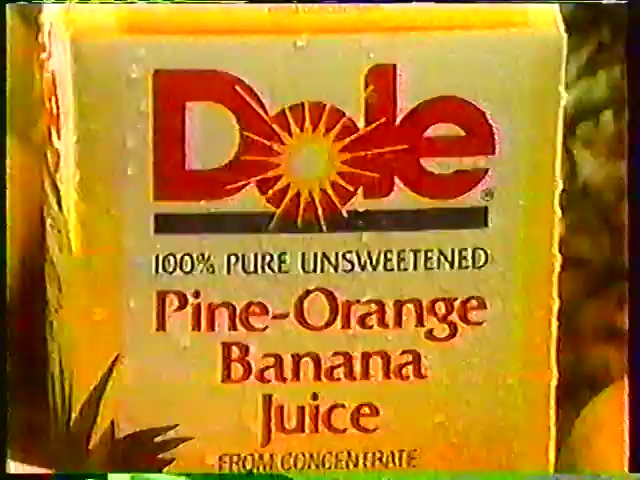 Dole®
100% PURE UNSWEETENED
Pine-Orange
Banana
Juice
FROM CONCENTRATE